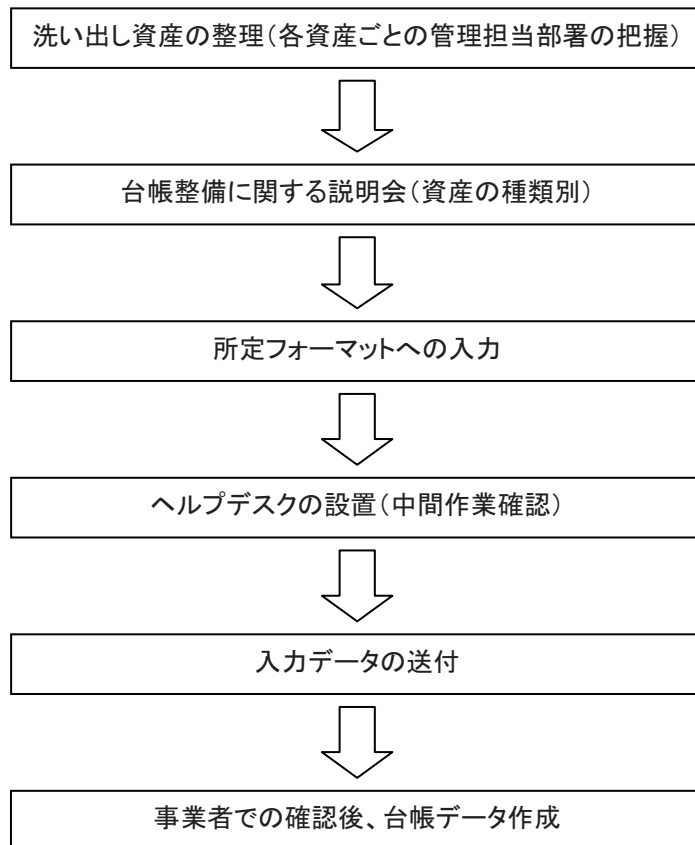 洗い出し資産の整理（各資産ごとの管理担当部署の把握）
台帳整備に関する説明会（資産の種類別）
所定フォーマットへの入力
ヘルプデスクの設置（中間作業確認）
入力データの送付
事業者での確認後、台帳データ作成